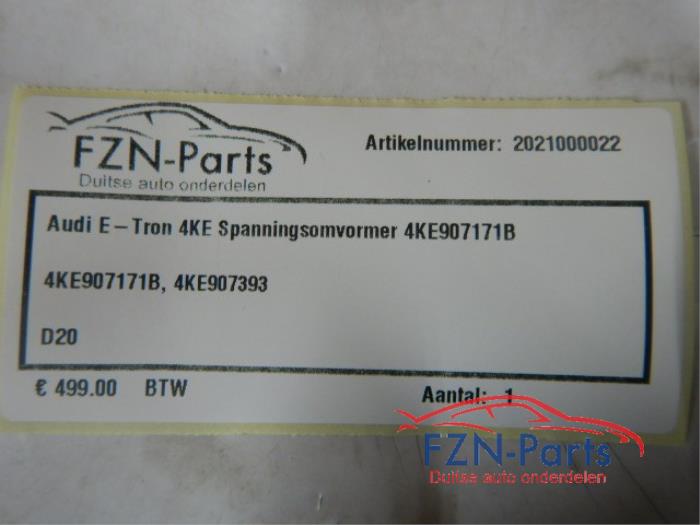 FZN-Parts
Duitse auto onderdelen
Artikelnummer: 2021000022
Audi E-Tron 4KE Spanningsomvormer 4KE907171B
4KE907171B, 4KE907393
D20
€ 499.00 BTW
Aantal: 1
FZN-Parts
Duitse auto onderdelen